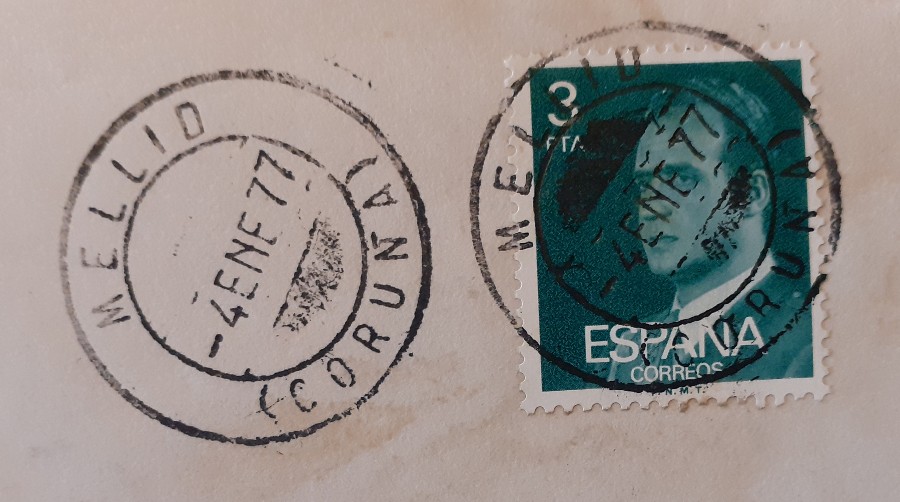 MELLID
-4ENE77
(CORUÑA)
MELLID
-4ENE77
(CORUÑA)
3
PTA
ESPAÑA
CORREOS
F.N.M.T.